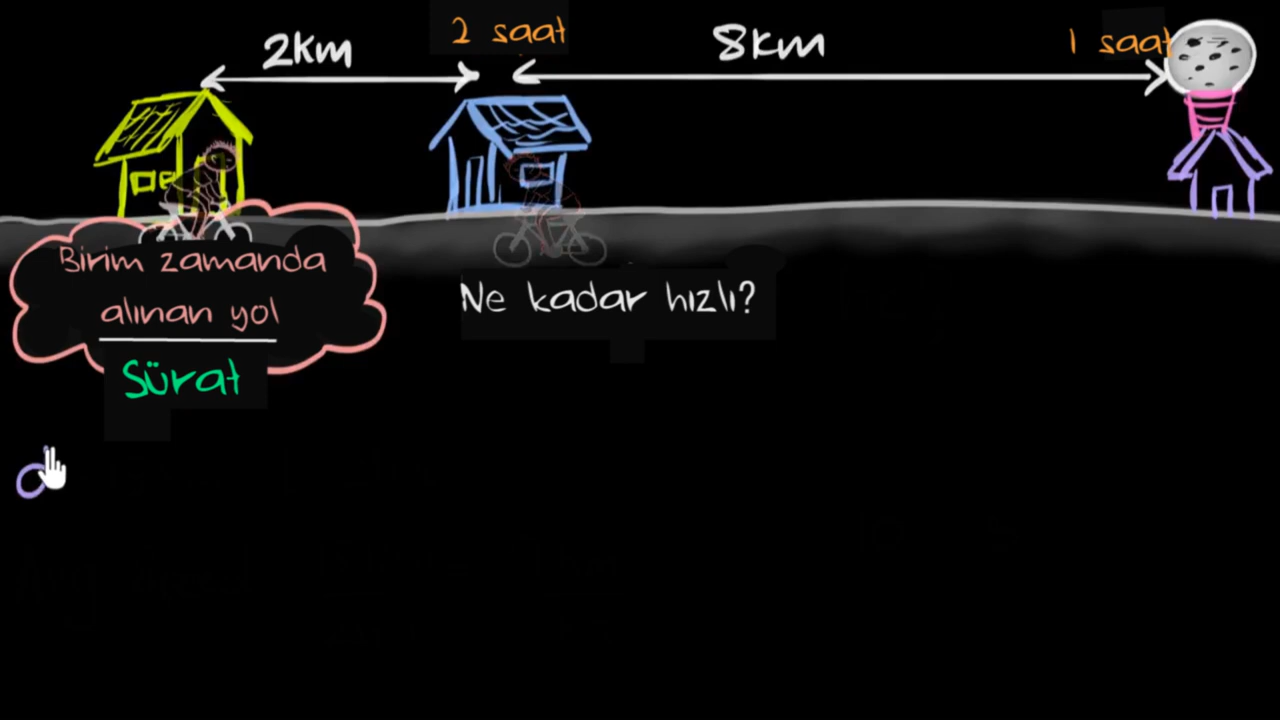 2km
2 saat
8km
1 saat
Birim zamanda
alınan yol
Sürat
Ne kadar hızlı?